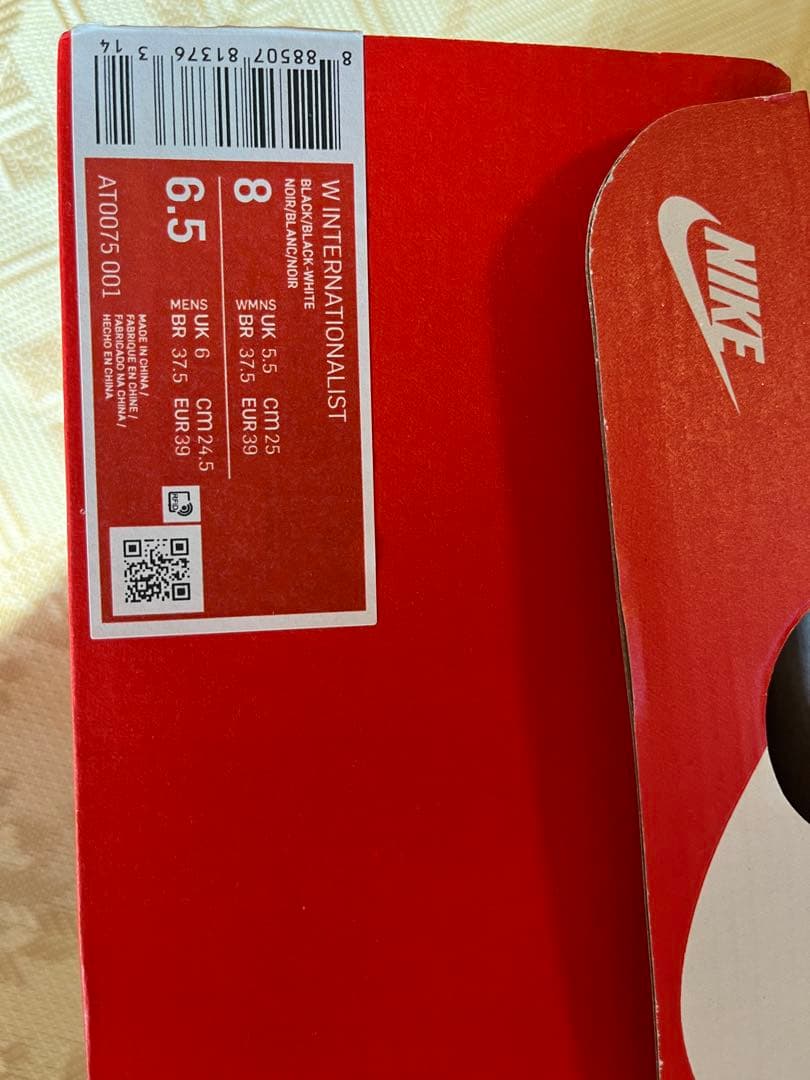 8 88507 81376 3 14
W INTERNATIONALIST
BLACK/BLACK-WHITE
NOIR/BLANC/NOIR
8 WMNS UK 5.5 cm 25
BR 37.5 EUR 39
6.5 MENS UK 6 cm 24.5
BR 37.5 EUR 39
RFID
AT0075 001
MADE IN CHINA /
FABRIQUE EN CHINE /
FABRICADO NA CHINA /
HECHO EN CHINA
NIKE